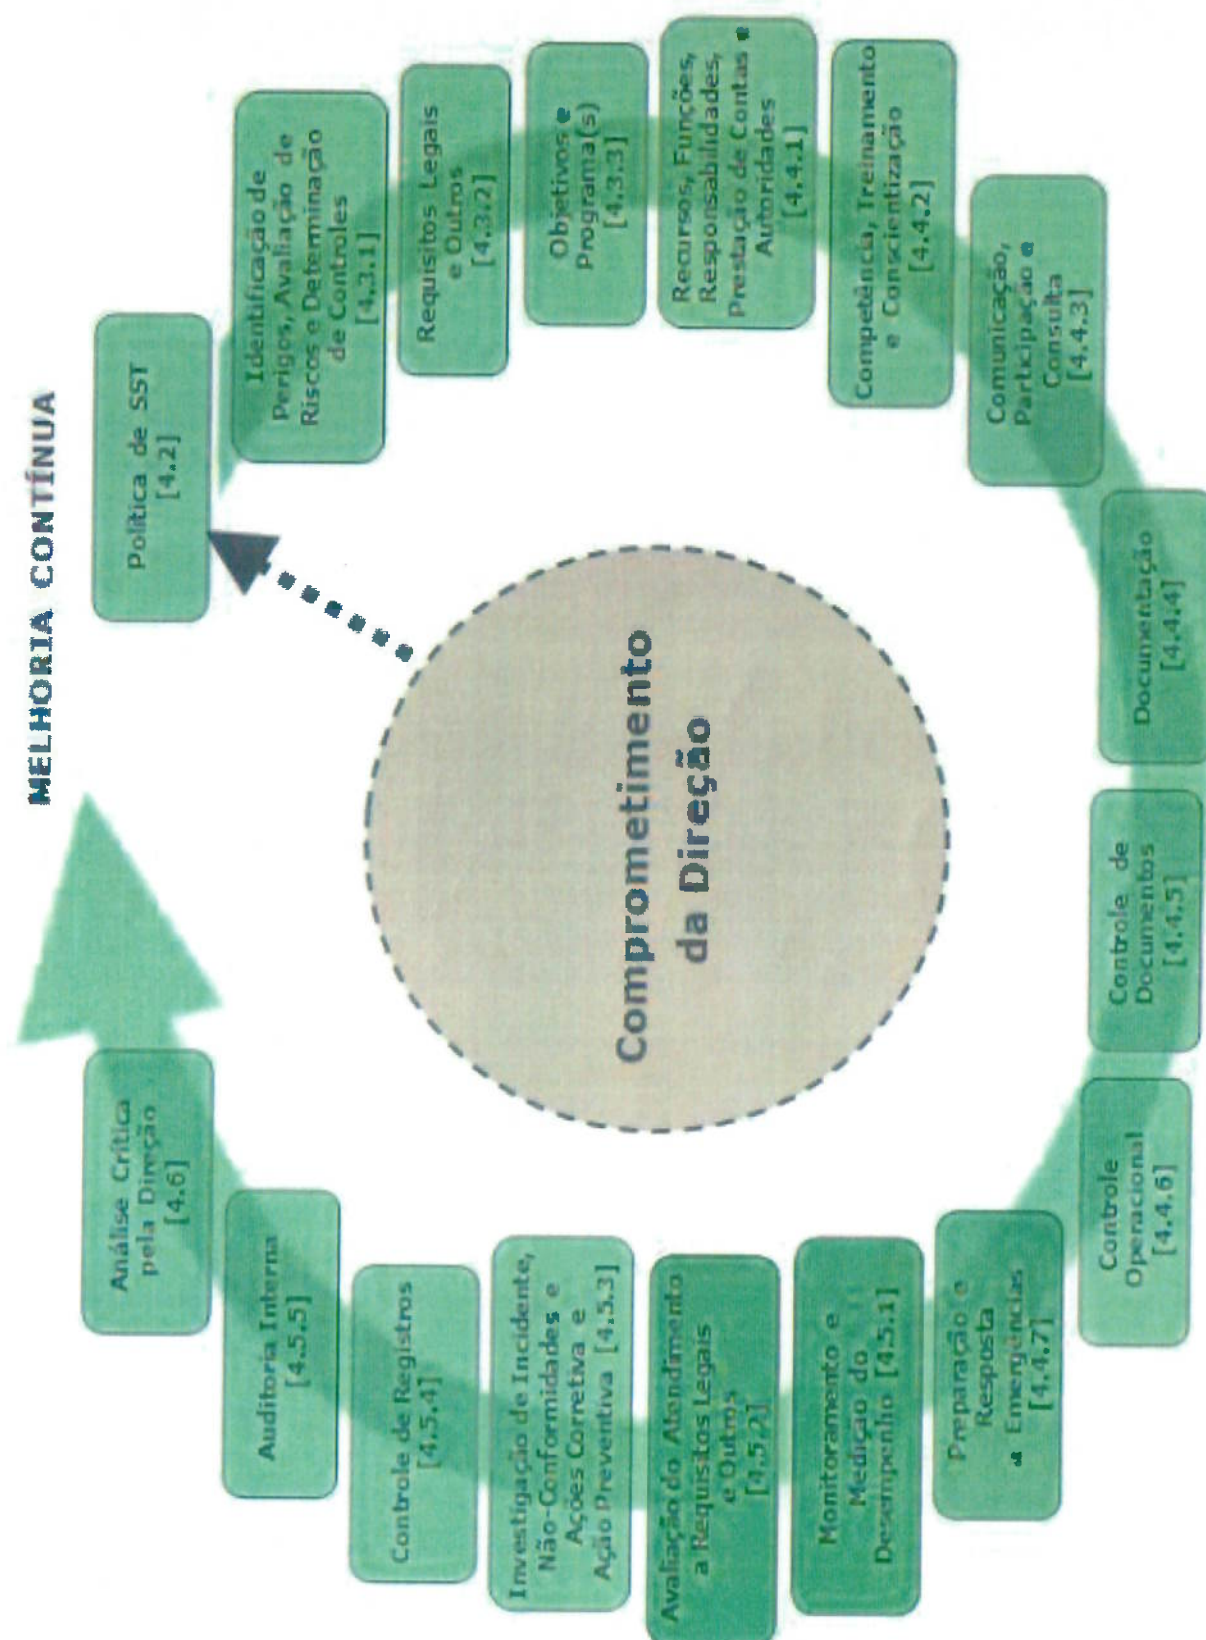 MELHORIA CONTÍNUA
Política de SST
[4.2]
Identificação de
Perigos, Avaliação de
Riscos e Determinação
de Controles
[4.3.1]
Requisitos Legais
e Outros
[4.3.2]
Objetivos e
Programa(s)
[4.3.3]
Recursos, Funções,
Responsabilidades,
Prestação de Contas e
Autoridades
[4.4.1]
Competência, Treinamento
e Conscientização
[4.4.2]
Comunicação,
Participação e
Consulta
[4.4.3]
Documentação
[4.4.4]
Controle de
Documentos
[4.4.5]
Controle
Operacional
[4.4.6]
Preparação e
Resposta
a Emergências
[4.4.7]
Monitoramento e
Medição do
Desempenho [4.5.1]
Avaliação do Atendimento
a Requisitos Legais
e Outros
[4.5.2]
Investigação de Incidente,
Não-Conformidades e
Ações Corretiva e
Ação Preventiva [4.5.3]
Controle de Registros
[4.5.4]
Auditoria Interna
[4.5.5]
Análise Crítica
pela Direção
[4.6]
Comprometimento
da Direção